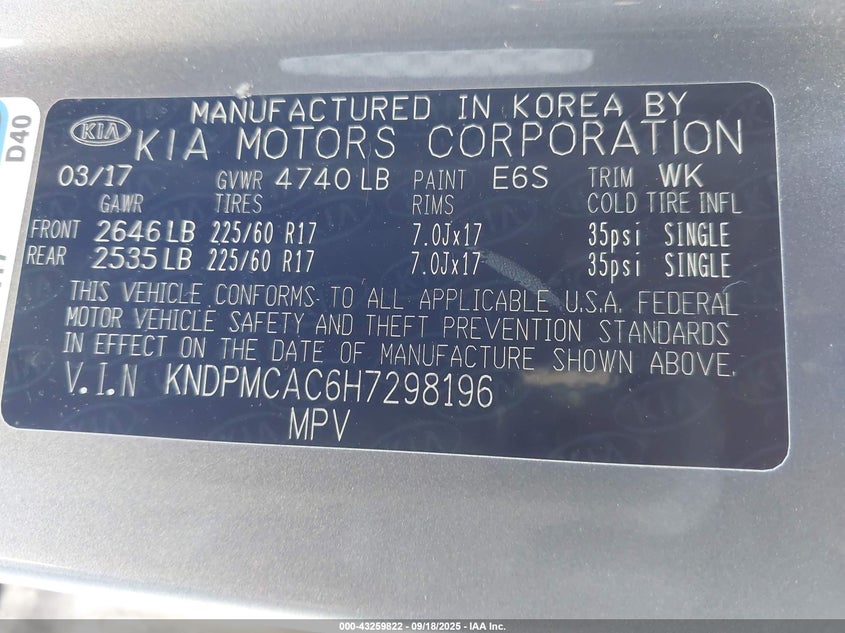 MANUFACTURED IN KOREA BY
KIA KIA MOTORS CORPORATION
03/17 GVWR 4740 LB PAINT E6S TRIM WK
GAWR TIRES RIMS COLD TIRE INFL
FRONT 2646 LB 225/60 R17 7.0Jx17 35psi SINGLE
REAR 2535 LB 225/60 R17 7.0Jx17 35psi SINGLE
THIS VEHICLE CONFORMS TO ALL APPLICABLE U.S.A. FEDERAL
MOTOR VEHICLE SAFETY AND THEFT PREVENTION STANDARDS
IN EFFECT ON THE DATE OF MANUFACTURE SHOWN ABOVE.
V.I.N KNDPMCAC6H7298196
MPV
D40
000-43259822 - 09/18/2025 - IAA Inc.